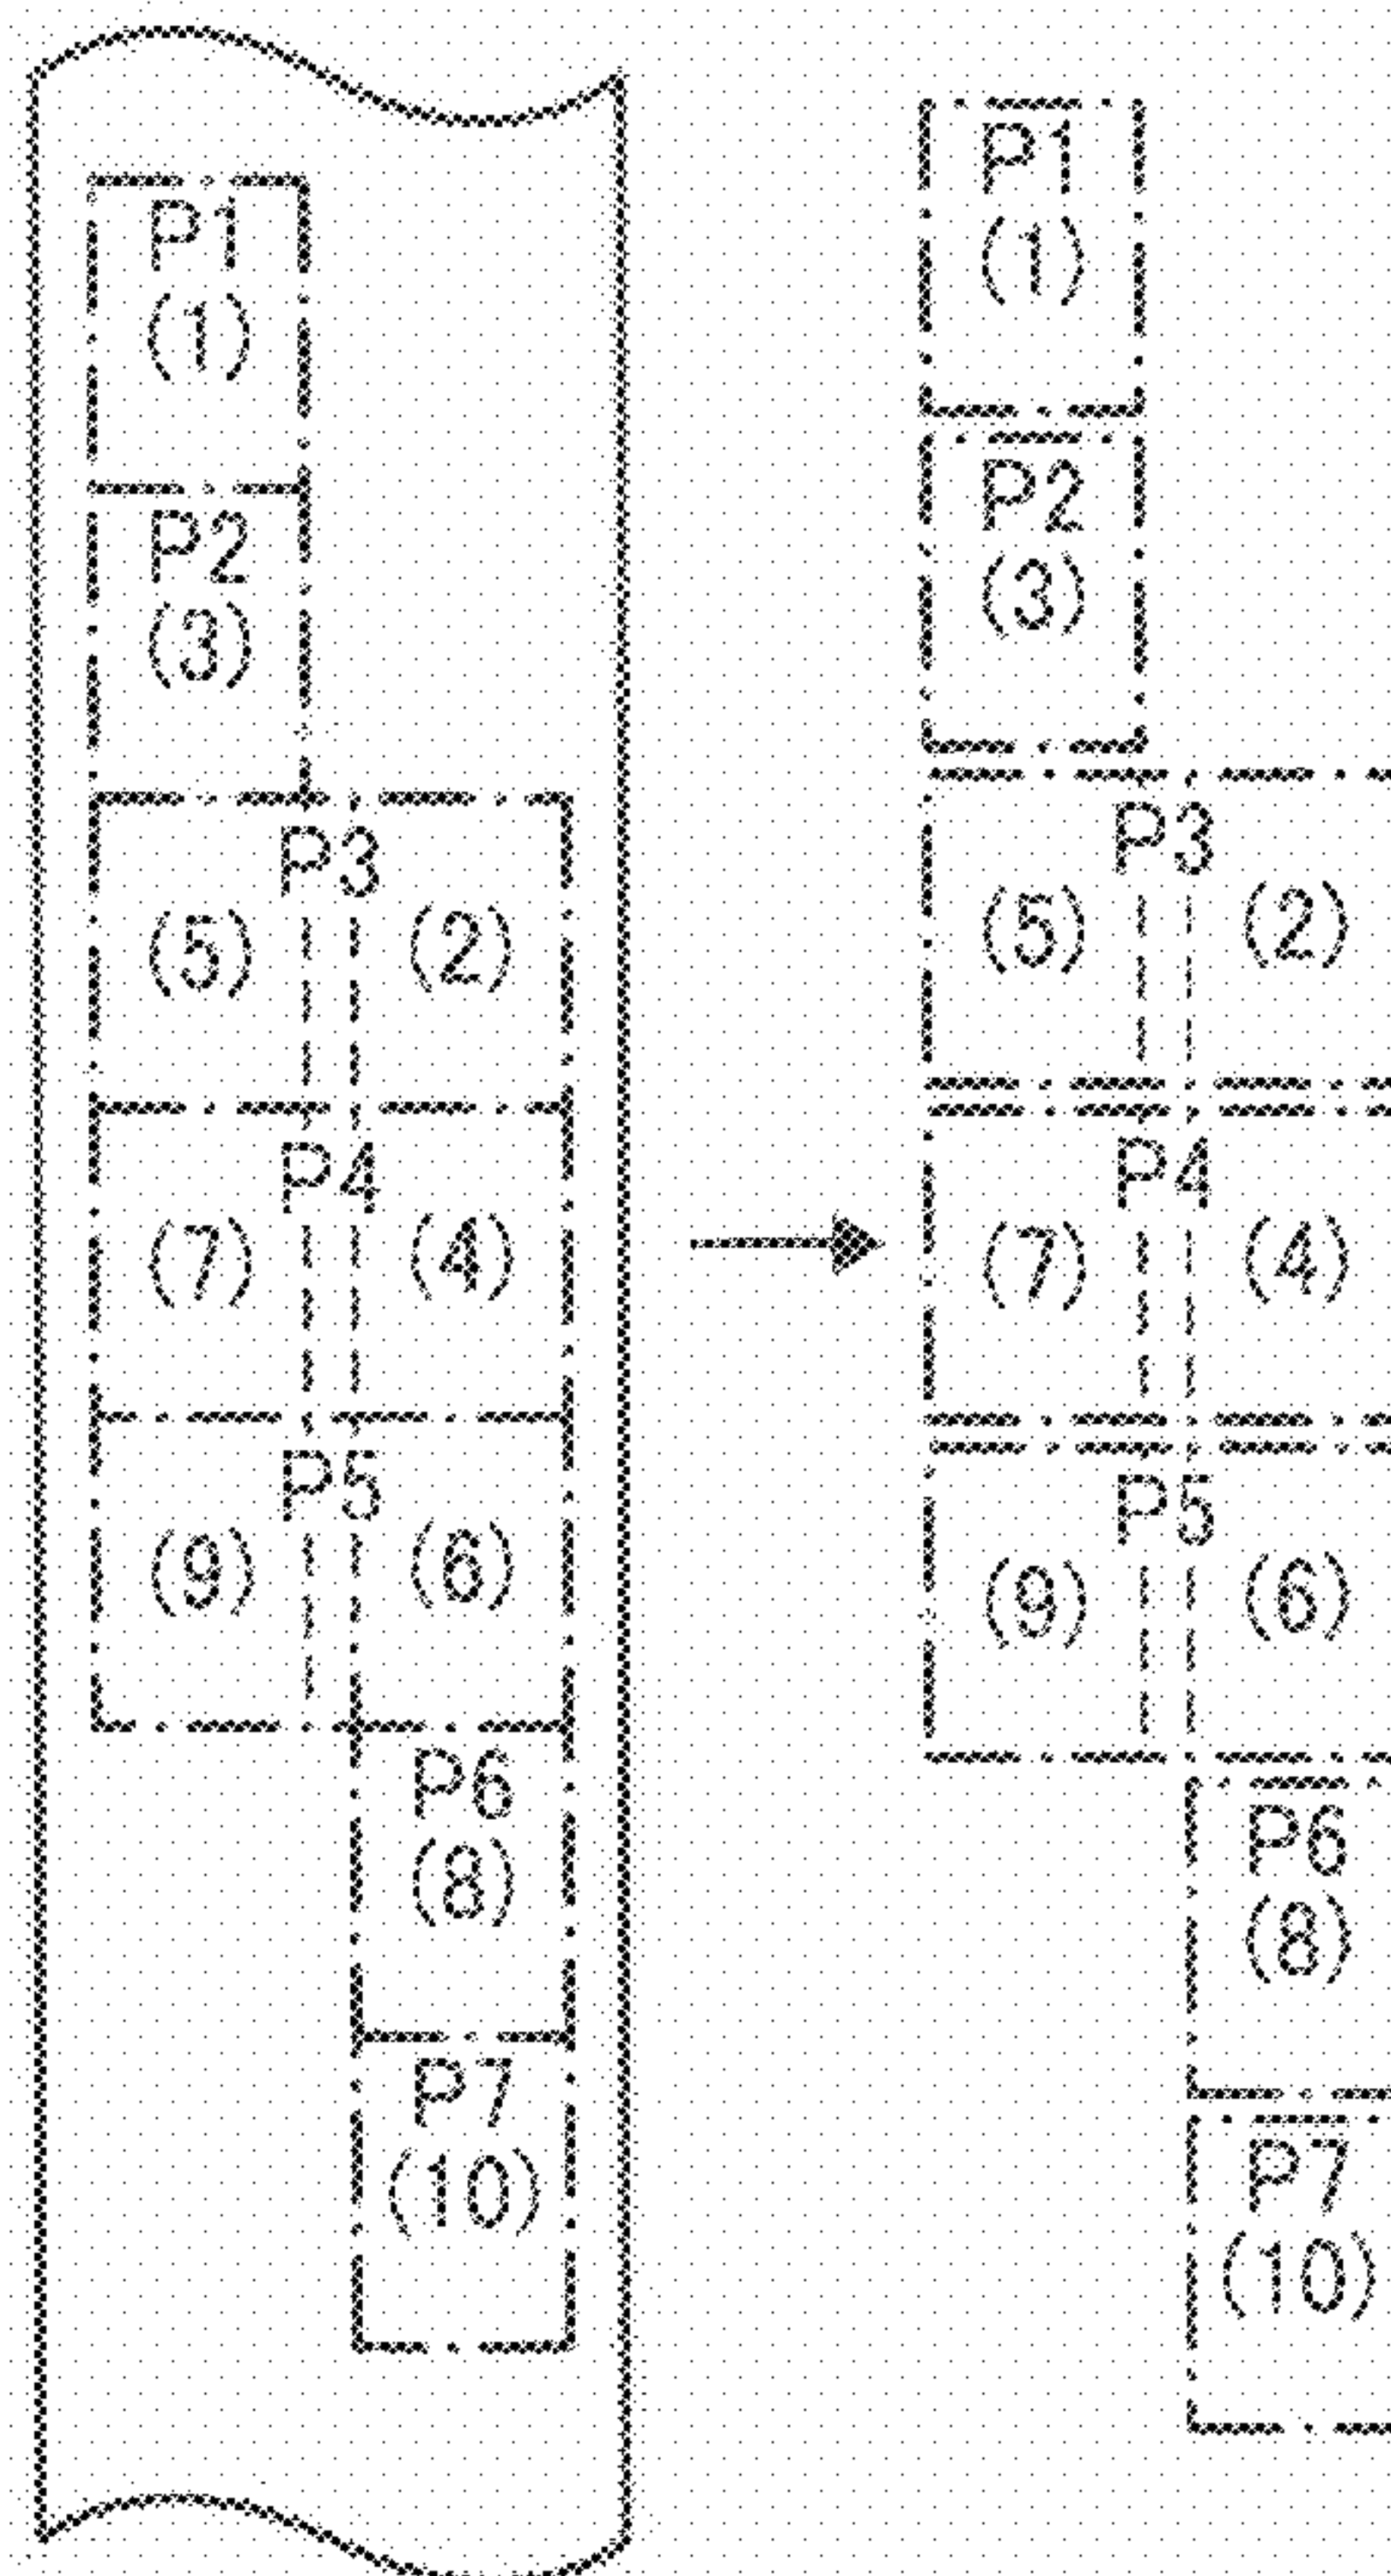 P1
(1)
P2
(3)
P3
(5) (2)
P4
(7) (4)
P5
(9) (6)
P6
(8)
P7
(10)
P1
(1)
P2
(3)
P3
(5) (2)
P4
(7) (4)
P5
(9) (6)
P6
(8)
P7
(10)